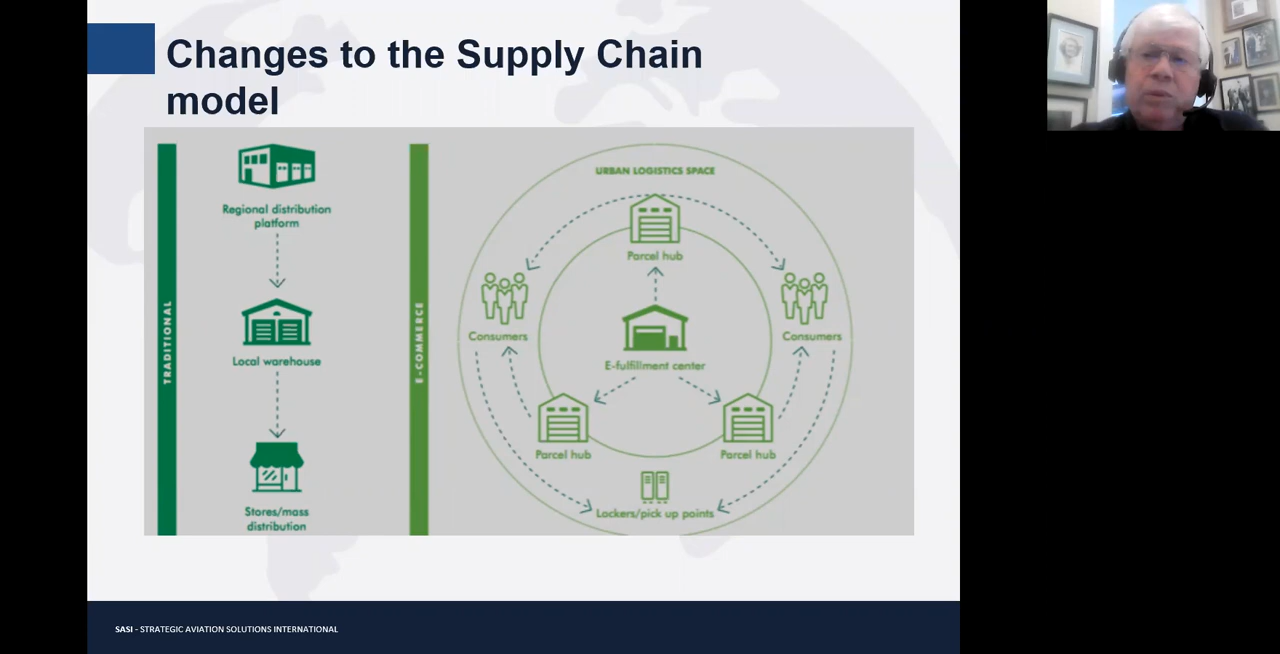 Changes to the Supply Chain
model
TRADITIONAL
Regional distribution
platform
Local warehouse
Stores/mass
distribution
E-COMMERCE
URBAN LOGISTICS SPACE
Parcel hub
Consumers
Consumers
E-fulfillment center
Parcel hub
Parcel hub
Lockers/pick up points
SASI - STRATEGIC AVIATION SOLUTIONS INTERNATIONAL